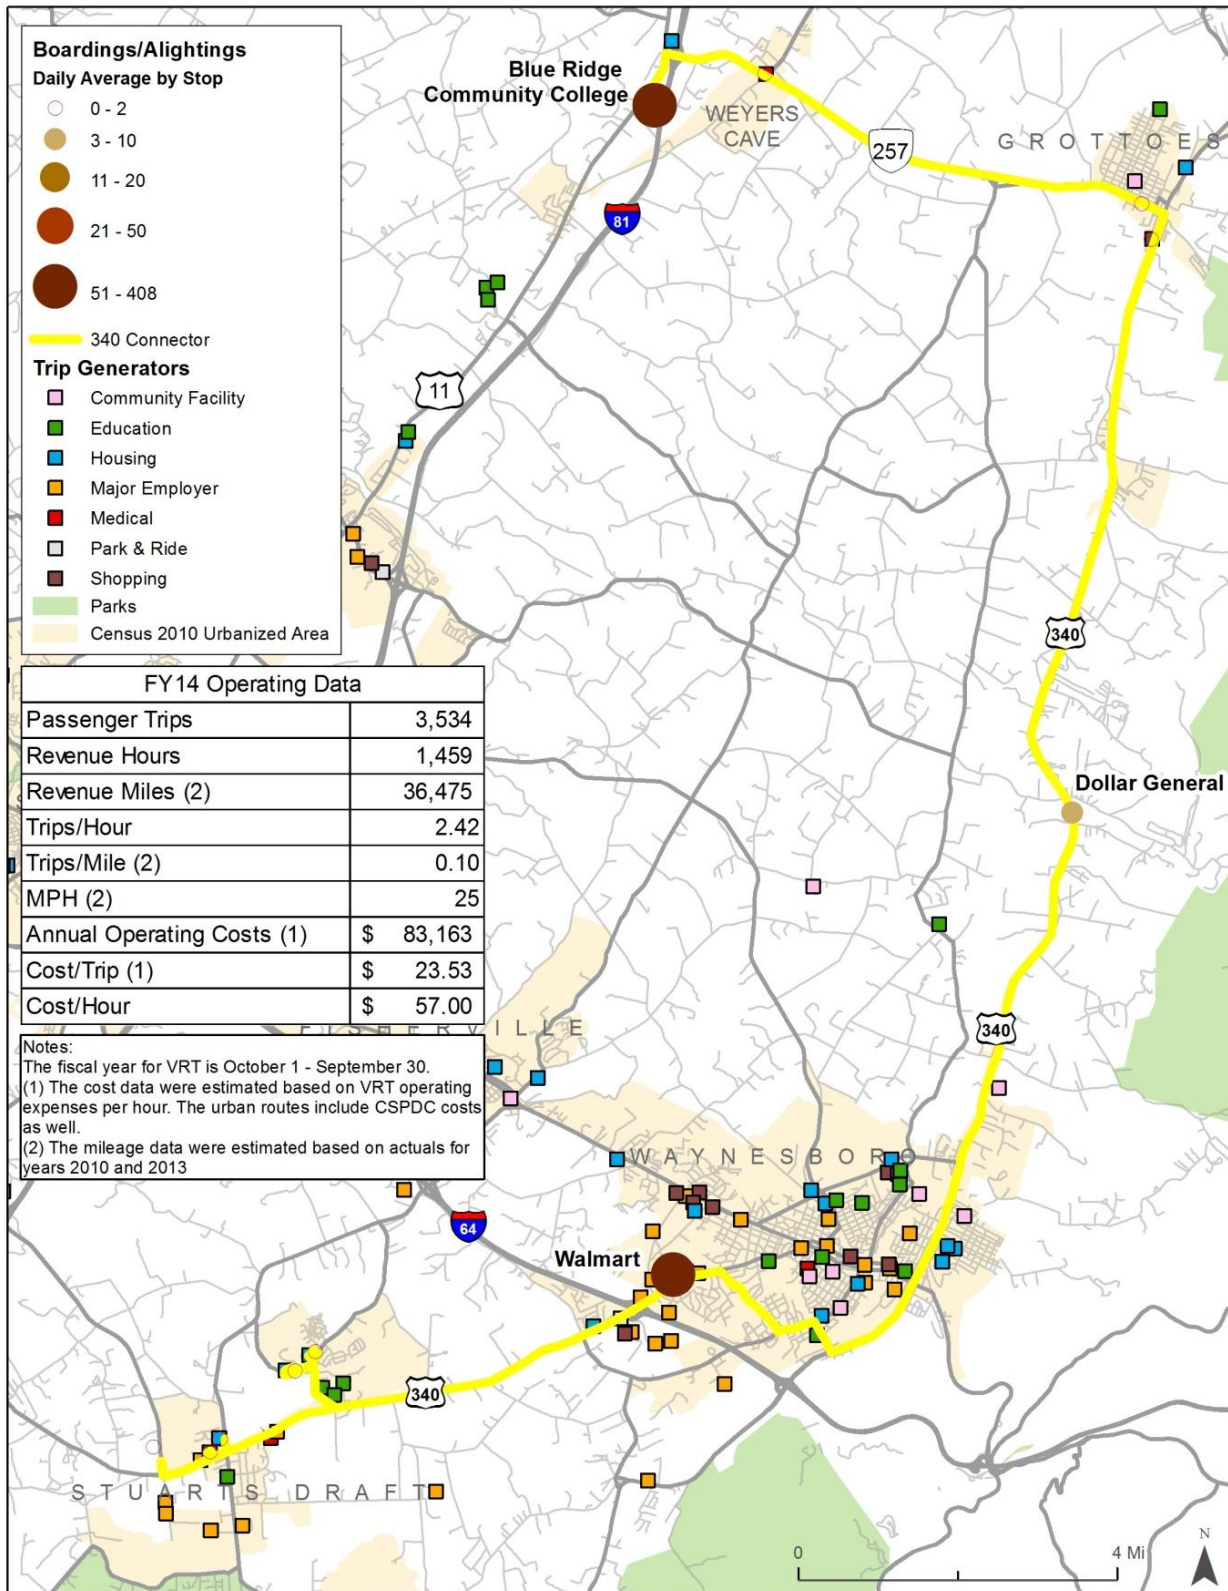 Boardings/Alightings
Daily Average by Stop
0 - 2
3 - 10
11 - 20
21 - 50
51 - 408
340 Connector
Trip Generators
Community Facility
Education
Housing
Major Employer
Medical
Park & Ride
Shopping
Parks
Census 2010 Urbanized Area
Blue Ridge
Community College
WEYERS
CAVE
257
GROTTOES
81
11
340
Dollar General
FY14 Operating Data
Passenger Trips 3,534
Revenue Hours 1,459
Revenue Miles (2) 36,475
Trips/Hour 2.42
Trips/Mile (2) 0.10
MPH (2) 25
Annual Operating Costs (1) $ 83,163
Cost/Trip (1) $ 23.53
Cost/Hour $ 57.00
FISHERVILLE
340
Notes:
The fiscal year for VRT is October 1 - September 30.
(1) The cost data were estimated based on VRT operating
expenses per hour. The urban routes include CSPDC costs
as well.
(2) The mileage data were estimated based on actuals for
years 2010 and 2013
WAYNESBORO
64
Walmart
340
STUARTS DRAFT
0 4 Mi
N